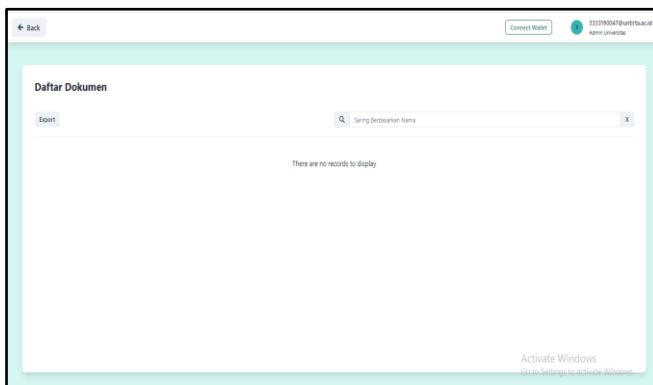 ← Back
Connect Wallet
3333190047@untirta.ac.id
Admin Universitas
Daftar Dokumen
Export
Saring Berdasarkan Nama
X
There are no records to display
Activate Windows
Go to Settings to activate Windows.